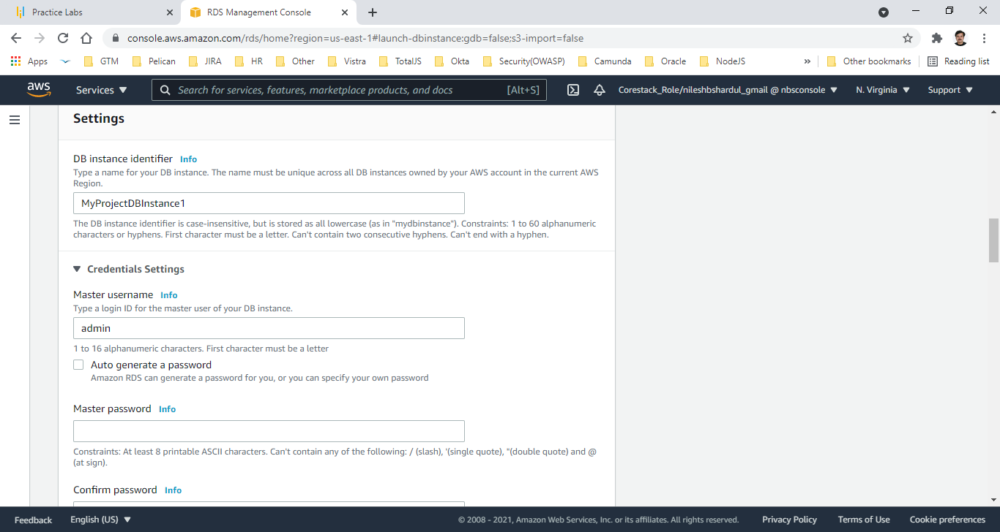 Practice Labs
RDS Management Console
console.aws.amazon.com/rds/home?region=us-east-1#launch-dbinstance:gdb=false;s3-import=false
Apps
GTM
Pelican
JIRA
HR
Other
Vistra
TotalJS
Okta
Security(OWASP)
Camunda
Oracle
NodeJS
»
Other bookmarks
Reading list
aws
Services
Search for services, features, marketplace products, and docs
[Alt+S]
Corestack_Role/nileshbshardul_gmail @ nbsconsole
N. Virginia
Support
Settings
DB instance identifier Info
Type a name for your DB instance. The name must be unique across all DB instances owned by your AWS account in the current AWS
Region.
MyProjectDBInstance1
The DB instance identifier is case-insensitive, but is stored as all lowercase (as in "mydbinstance"). Constraints: 1 to 60 alphanumeric
characters or hyphens. First character must be a letter. Can't contain two consecutive hyphens. Can't end with a hyphen.
Credentials Settings
Master username Info
Type a login ID for the master user of your DB instance.
admin
1 to 16 alphanumeric characters. First character must be a letter
Auto generate a password
Amazon RDS can generate a password for you, or you can specify your own password
Master password Info
Constraints: At least 8 printable ASCII characters. Can't contain any of the following: / (slash), '(single quote), "(double quote) and @
(at sign).
Confirm password Info
Feedback
English (US)
© 2008 - 2021, Amazon Web Services, Inc. or its affiliates. All rights reserved.
Privacy Policy
Terms of Use
Cookie preferences